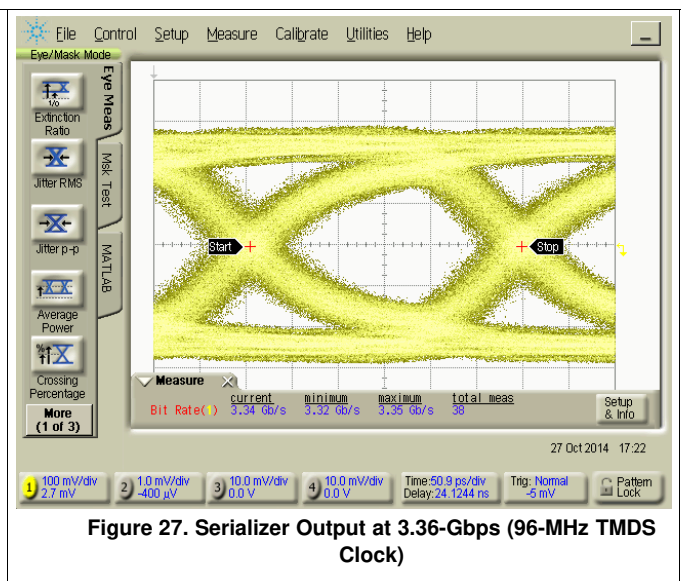 File Control Setup Measure Calibrate Utilities Help
Eye/Mask Mode
Extinction
Ratio
Jitter RMS
Jitter p-p
Average
Power
Crossing
Percentage
More
(1 of 3)
Eye Meas
Msk Test
MATLAB
Start
Stop
Measure
current minimum maximum total meas
Bit Rate(1) 3.34 Gb/s 3.32 Gb/s 3.35 Gb/s 38
Setup
& Info
27 Oct 2014 17:22
1 100 mV/div
2.7 mV
2 1.0 mV/div
-400 µV
3 10.0 mV/div
0.0 V
4 10.0 mV/div
0.0 V
Time:50.9 ps/div
Delay:24.1244 ns
Trig: Normal
-5 mV
Pattern
Lock
Figure 27. Serializer Output at 3.36-Gbps (96-MHz TMDS
Clock)